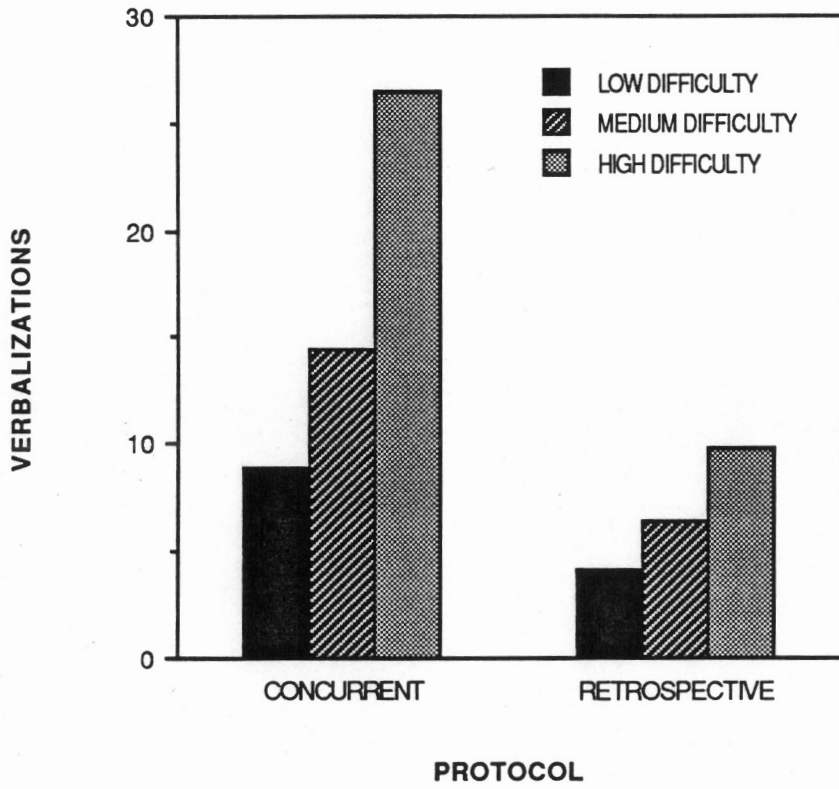 30
20
10
0
VERBALIZATIONS
LOW DIFFICULTY
MEDIUM DIFFICULTY
HIGH DIFFICULTY
CONCURRENT
RETROSPECTIVE
PROTOCOL